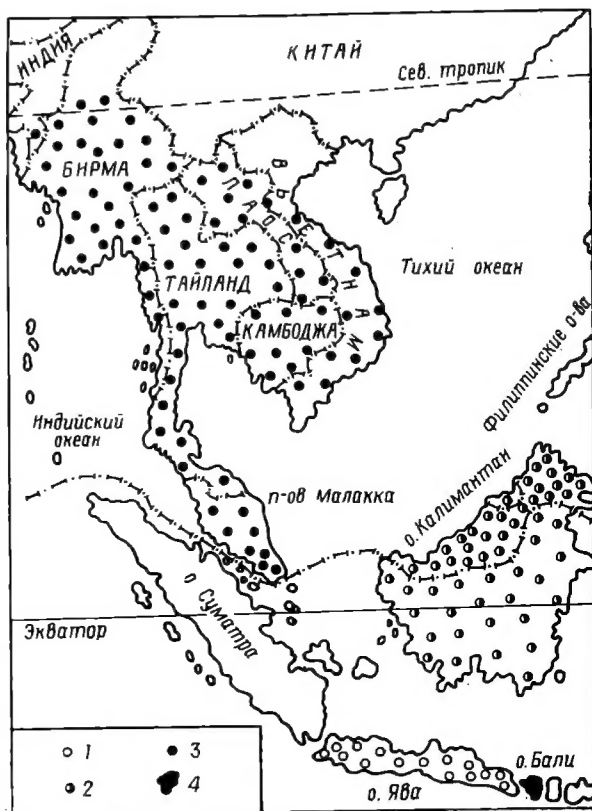 ИНДИЯ
КИТАЙ
Сев. тропик
БИРМА
ЛАОС
ВЬЕТНАМ
Тихий океан
ТАЙЛАНД
КАМБОДЖА
Филиппинские о-ва
Индийский
океан
п-ов Малакка
о. Калимантан
о. Суматра
Экватор
1
3
2
4
о. Ява
о. Бали